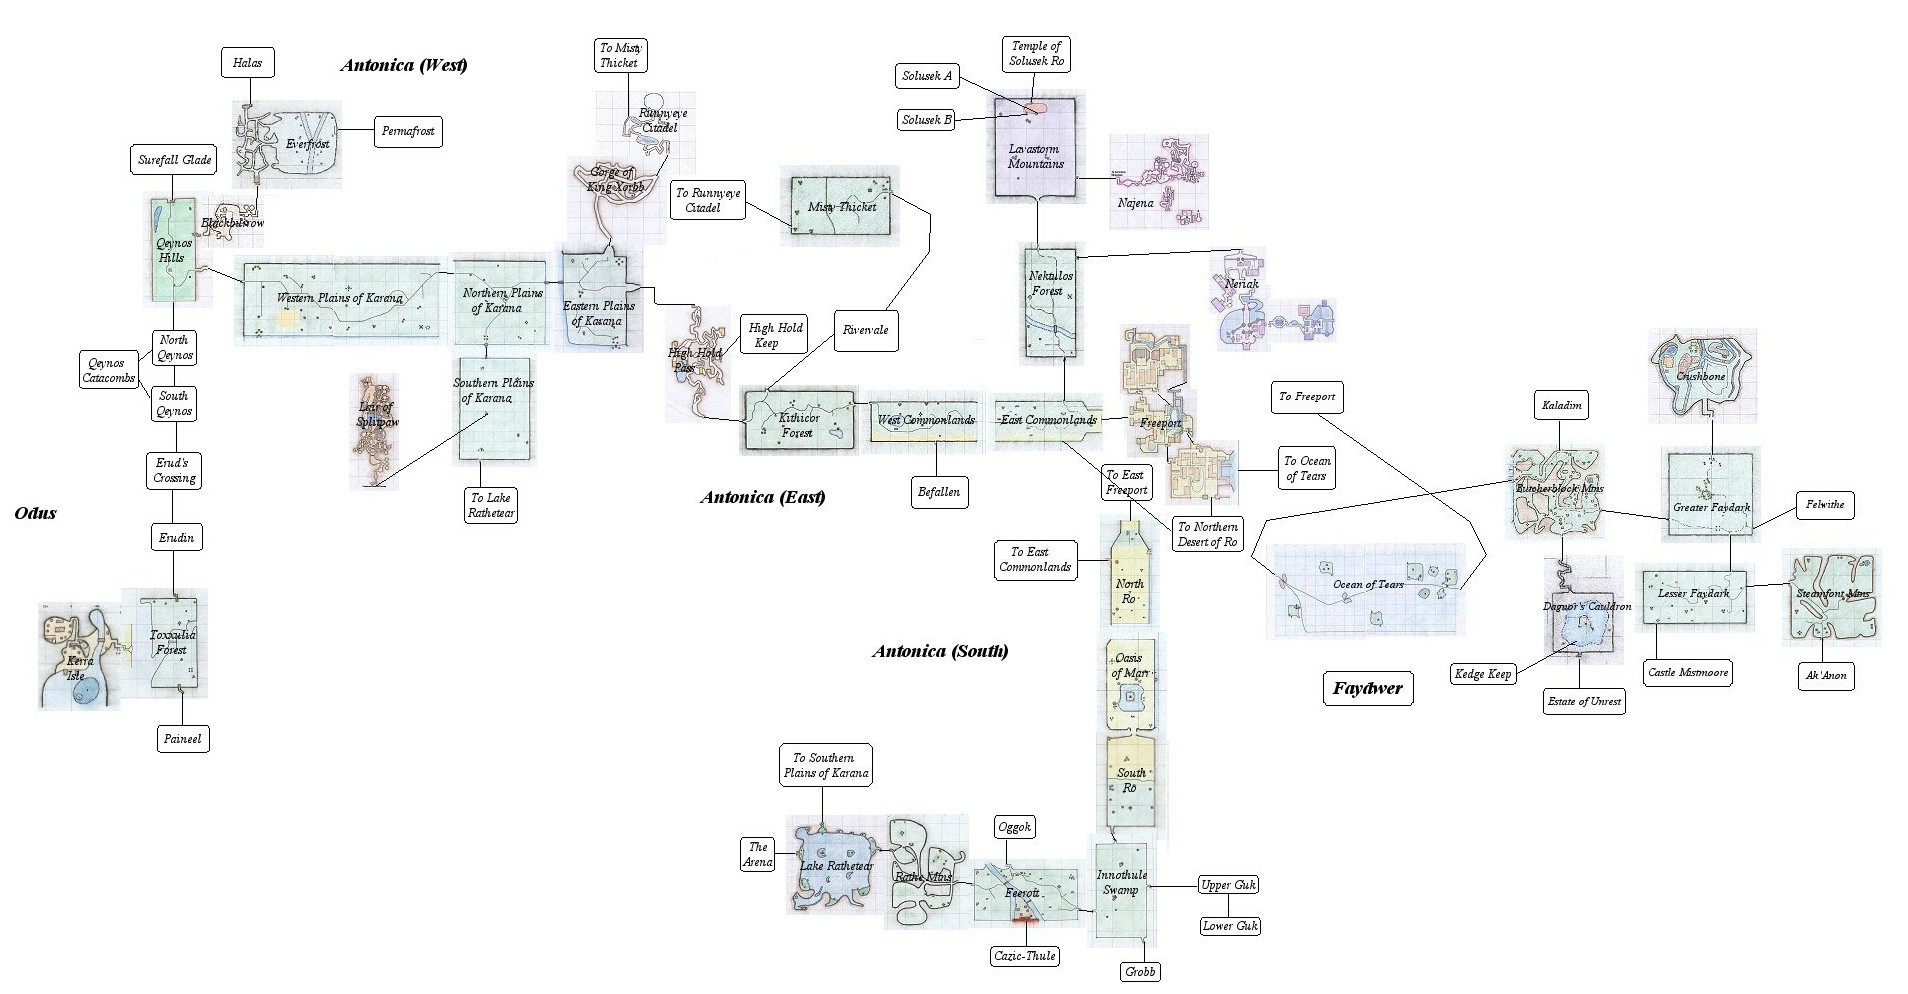 Antonica (West)
Halas
Everfrost
Permafrost
Surefall Glade
Blackburrow
Qeynos
Hills
North
Qeynos
Qeynos
Catacombs
South
Qeynos
Erud's
Crossing
Odus
Erudin
Toxxulia
Forest
Kerra
Isle
Paineel
Western Plains of Karana
Northern Plains
of Karana
Eastern Plains
of Karana
Southern Plains
of Karana
Lair of
Splitpaw
To Lake
Rathetear
To Misty
Thicket
Runnyeye
Citadel
Gorge of
King Xorbb
To Runnyeye
Citadel
Misty Thicket
High Hold
Pass
High Hold
Keep
Rivervale
Kithicor
Forest
West Commonlands
Befallen
Antonica (East)
East Commonlands
Temple of
Solusek Ro
Solusek A
Solusek B
Lavastorm
Mountains
Najena
Nektulos
Forest
Neriak
Freeport
To Ocean
of Tears
To East
Freeport
To Northern
Desert of Ro
To East
Commonlands
North
Ro
Antonica (South)
Oasis
of Marr
South
Ro
To Southern
Plains of Karana
The
Arena
Lake Rathetear
Rathe Mtns
Oggok
Feerott
Cazic-Thule
Innothule
Swamp
Upper Guk
Lower Guk
Grobb
To Freeport
Ocean of Tears
Faydwer
Kaladim
Butcherblock Mtns
Crushbone
Greater Faydark
Felwithe
Dagnor's Cauldron
Kedge Keep
Estate of Unrest
Lesser Faydark
Castle Mistmoore
Steamfont Mtns
Ak'Anon